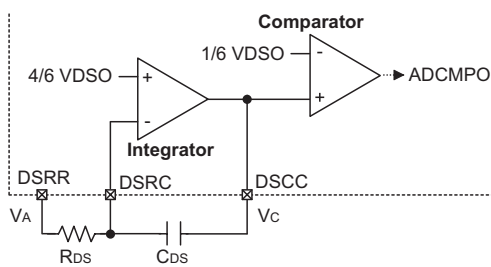 Comparator
1/6 VDSO
-
4/6 VDSO
+
ADCMPO
-
+
Integrator
DSRR
DSRC
DSCC
VA
VC
RDS
CDS